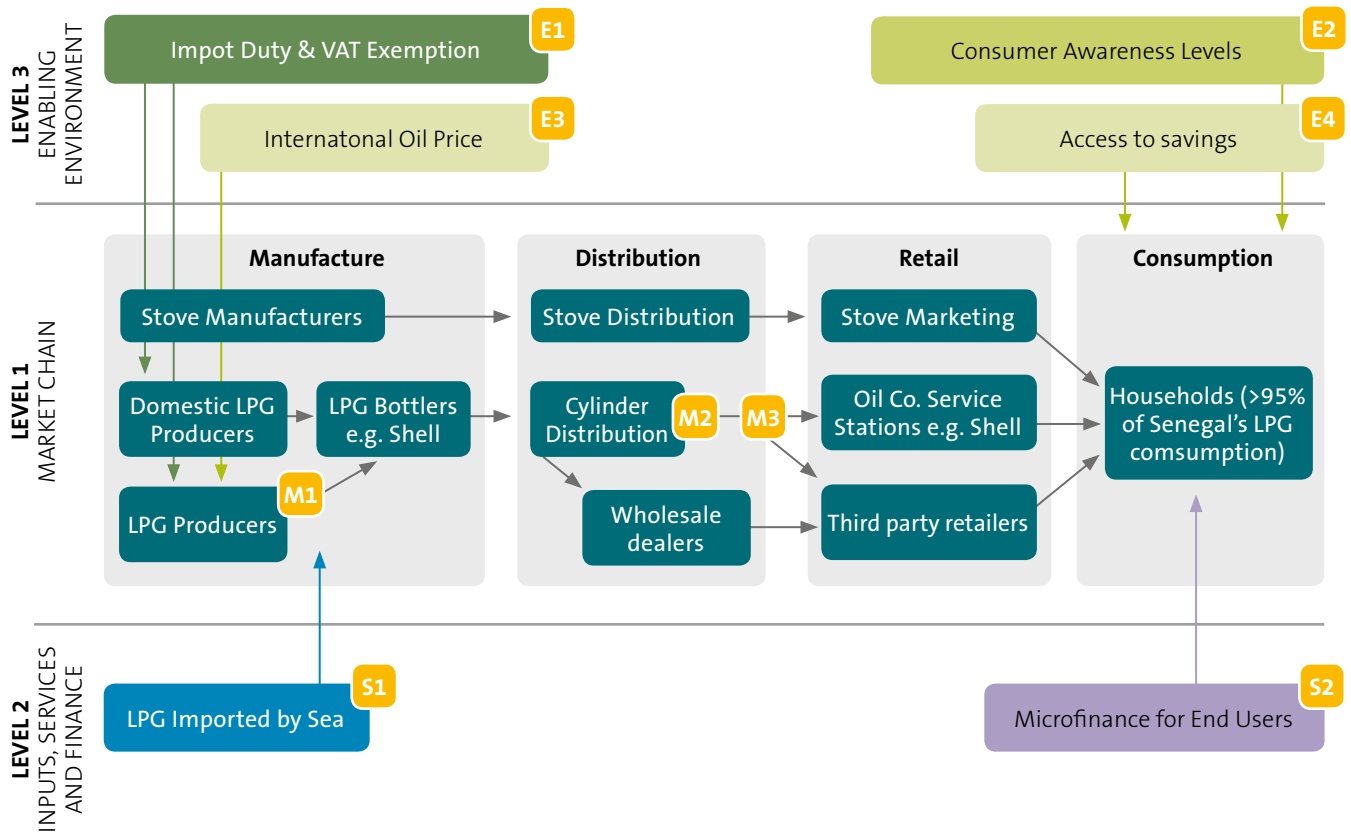 LEVEL 3
ENABLING
ENVIRONMENT
Impot Duty & VAT Exemption
E1
Consumer Awareness Levels
E2
Internatonal Oil Price
E3
Access to savings
E4
LEVEL 1
MARKET CHAIN
Manufacture
Distribution
Retail
Consumption
Stove Manufacturers
Stove Distribution
Stove Marketing
Domestic LPG
Producers
LPG Bottlers
e.g. Shell
Cylinder
Distribution
M2
M3
Oil Co. Service
Stations e.g. Shell
Households (>95%
of Senegal's LPG
comsumption)
LPG Producers
M1
Wholesale
dealers
Third party retailers
LEVEL 2
INPUTS, SERVICES
AND FINANCE
LPG Imported by Sea
S1
Microfinance for End Users
S2